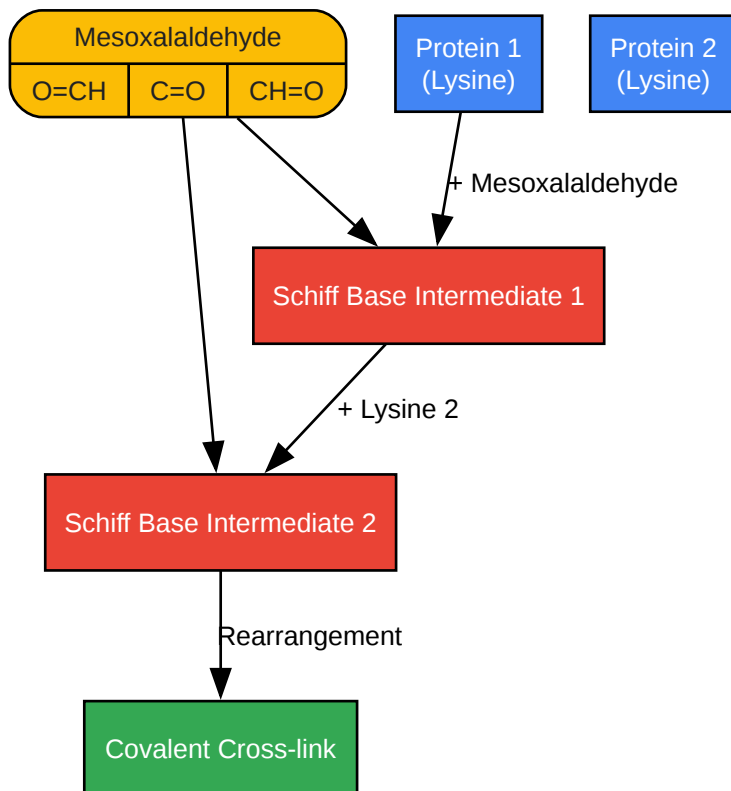 Mesoxalaldehyde
O=CH
C=O
CH=O
Protein 1
(Lysine)
Protein 2
(Lysine)
+ Mesoxalaldehyde
Schiff Base Intermediate 1
+ Lysine 2
Schiff Base Intermediate 2
Rearrangement
Covalent Cross-link